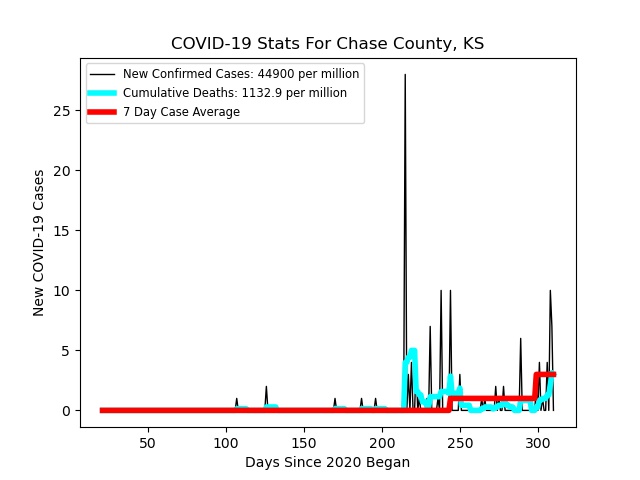 COVID-19 Stats For Chase County, KS
New Confirmed Cases: 44900 per million
Cumulative Deaths: 1132.9 per million
7 Day Case Average
New COVID-19 Cases
25
20
15
10
5
0
50 100 150 200 250 300
Days Since 2020 Began